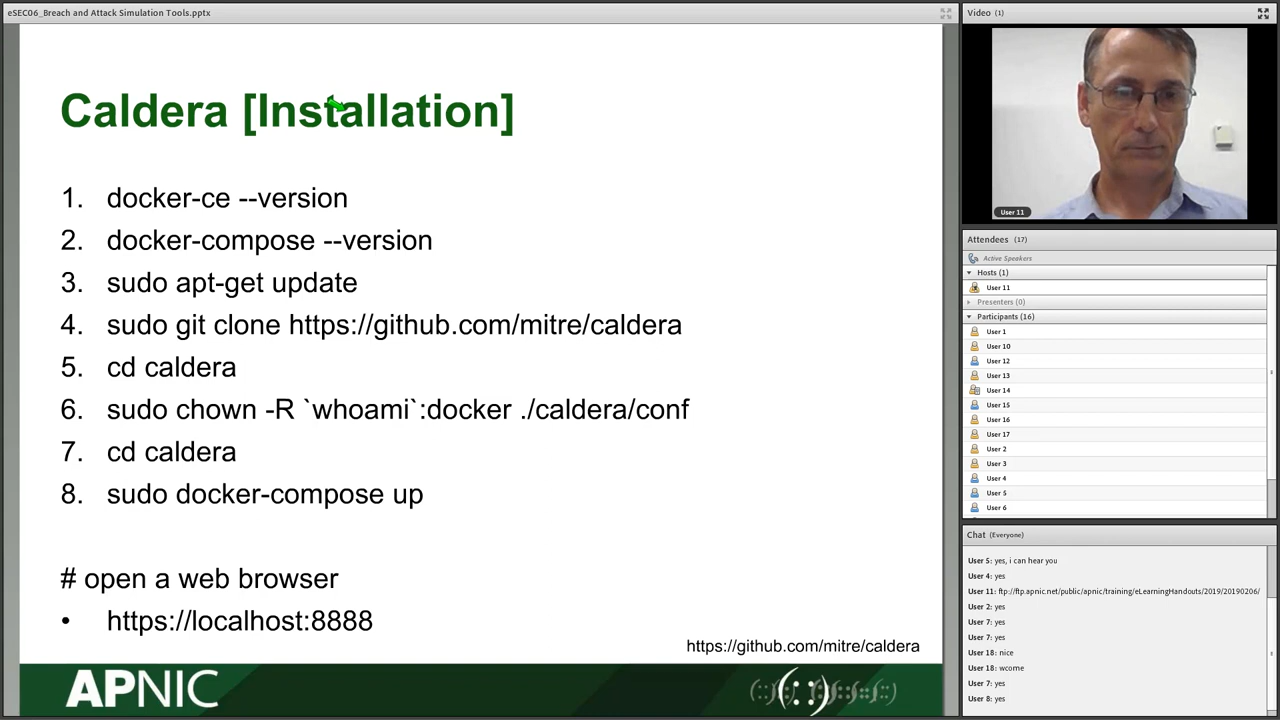 eSEC06_Breach and Attack Simulation Tools.pptx
Caldera [Installation]
1. docker-ce --version
2. docker-compose --version
3. sudo apt-get update
4. sudo git clone https://github.com/mitre/caldera
5. cd caldera
6. sudo chown -R `whoami`:docker ./caldera/conf
7. cd caldera
8. sudo docker-compose up
# open a web browser
• https://localhost:8888
https://github.com/mitre/caldera
APNIC
Video (1)
User 11
Attendees (17)
Active Speakers
Hosts (1)
User 11
Presenters (0)
Participants (16)
User 1
User 10
User 12
User 13
User 14
User 15
User 16
User 17
User 2
User 3
User 4
User 5
User 6
Chat (Everyone)
User 5: yes, i can hear you
User 4: yes
User 11: ftp://ftp.apnic.net/public/apnic/training/eLearningHandouts/2019/20190206/
User 2: yes
User 7: yes
User 7: yes
User 18: nice
User 18: wcome
User 7: yes
User 8: yes